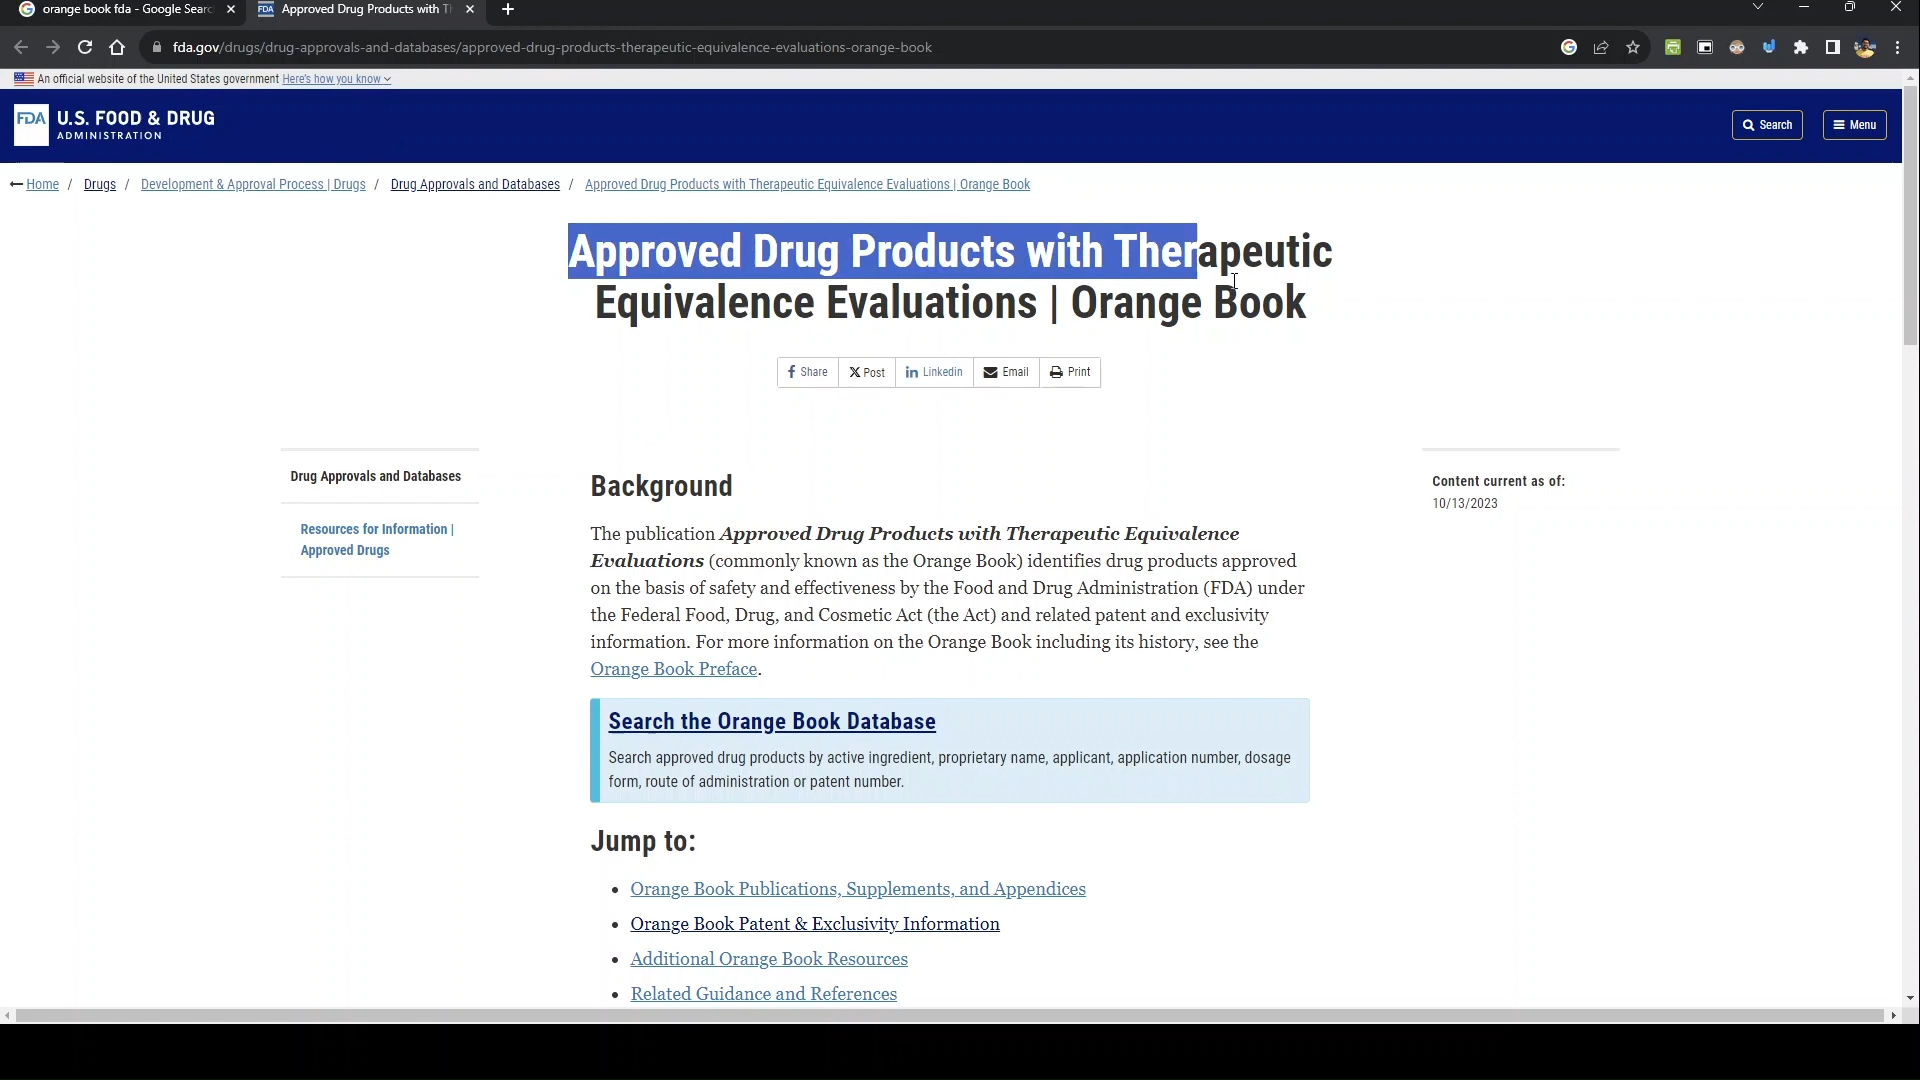 orange book fda - Google Searc
Approved Drug Products with Th
fda.gov/drugs/drug-approvals-and-databases/approved-drug-products-therapeutic-equivalence-evaluations-orange-book
An official website of the United States government Here's how you know
FDA U.S. FOOD & DRUG
ADMINISTRATION
Search
Menu
Home / Drugs / Development & Approval Process | Drugs / Drug Approvals and Databases / Approved Drug Products with Therapeutic Equivalence Evaluations | Orange Book
Approved Drug Products with Therapeutic
Equivalence Evaluations | Orange Book
Share
Post
Linkedin
Email
Print
Drug Approvals and Databases
Resources for Information |
Approved Drugs
Background
The publication Approved Drug Products with Therapeutic Equivalence
Evaluations (commonly known as the Orange Book) identifies drug products approved
on the basis of safety and effectiveness by the Food and Drug Administration (FDA) under
the Federal Food, Drug, and Cosmetic Act (the Act) and related patent and exclusivity
information. For more information on the Orange Book including its history, see the
Orange Book Preface.
Search the Orange Book Database
Search approved drug products by active ingredient, proprietary name, applicant, application number, dosage
form, route of administration or patent number.
Jump to:
Orange Book Publications, Supplements, and Appendices
Orange Book Patent & Exclusivity Information
Additional Orange Book Resources
Related Guidance and References
Content current as of:
10/13/2023